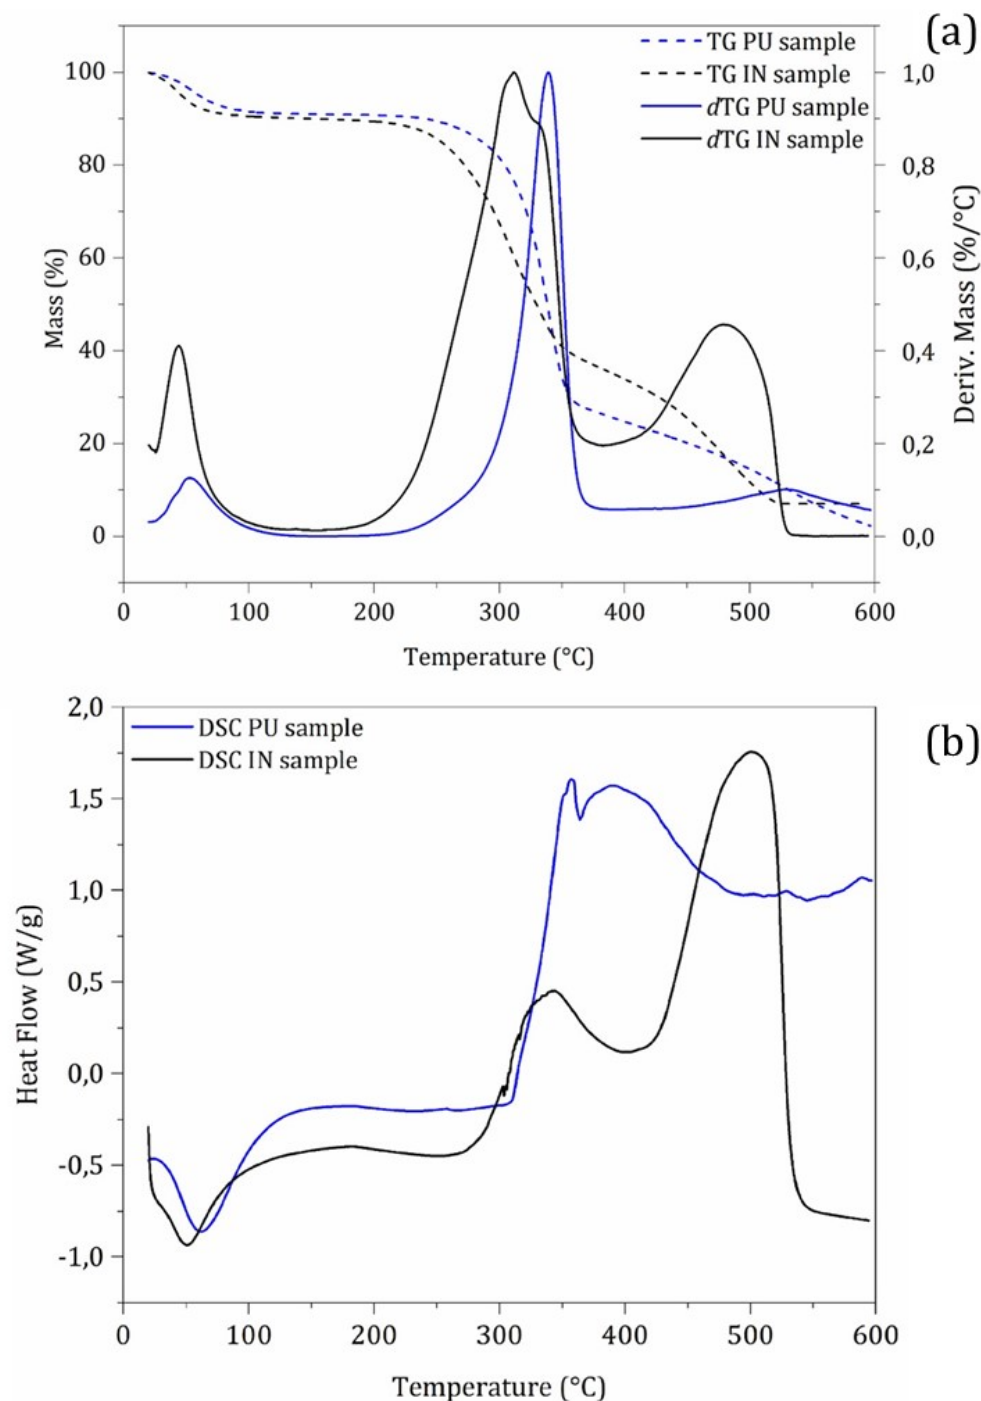 (a)
TG PU sample
TG IN sample
dTG PU sample
dTG IN sample
100
80
60
40
20
0
Mass (%)
1,0
0,8
0,6
0,4
0,2
0,0
Deriv. Mass (%/°C)
0 100 200 300 400 500 600
Temperature (°C)
(b)
DSC PU sample
DSC IN sample
2,0
1,5
1,0
0,5
0,0
-0,5
-1,0
Heat Flow (W/g)
0 100 200 300 400 500 600
Temperature (°C)